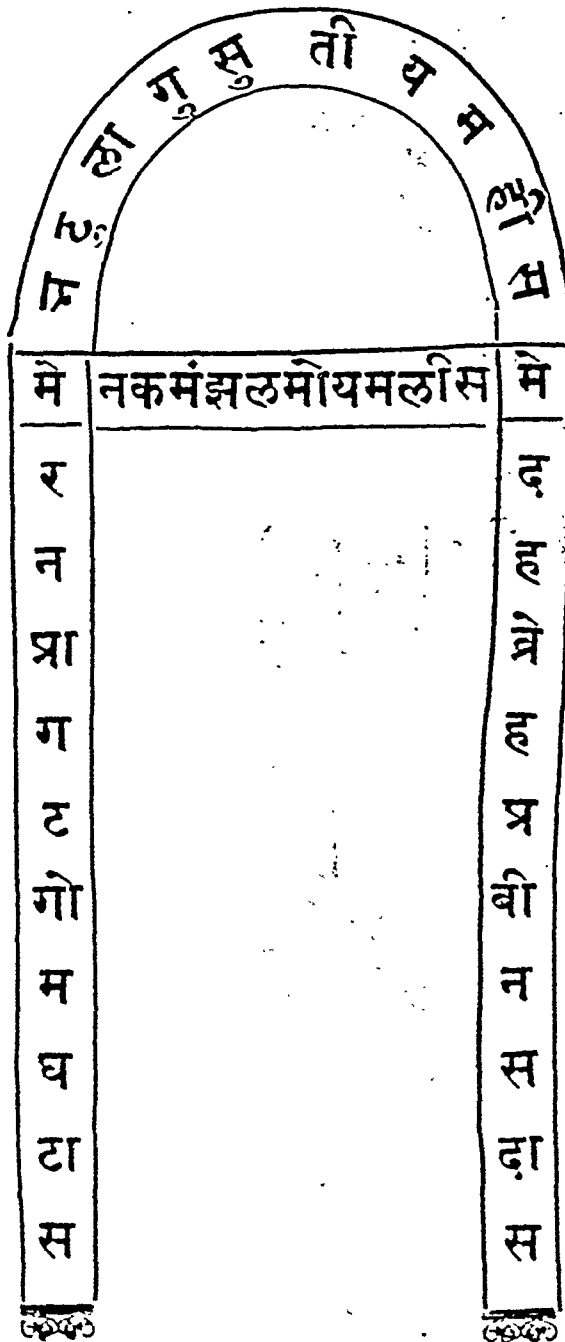 प्र हु ला गु सु ती य म ही स
मे नकमंझलमोयमलीस मे
य
न
प्रा
ग
ट
गो
म
घ
टा
स
द
ह
प्रे
ह
प्र
बी
न
स
दा
स